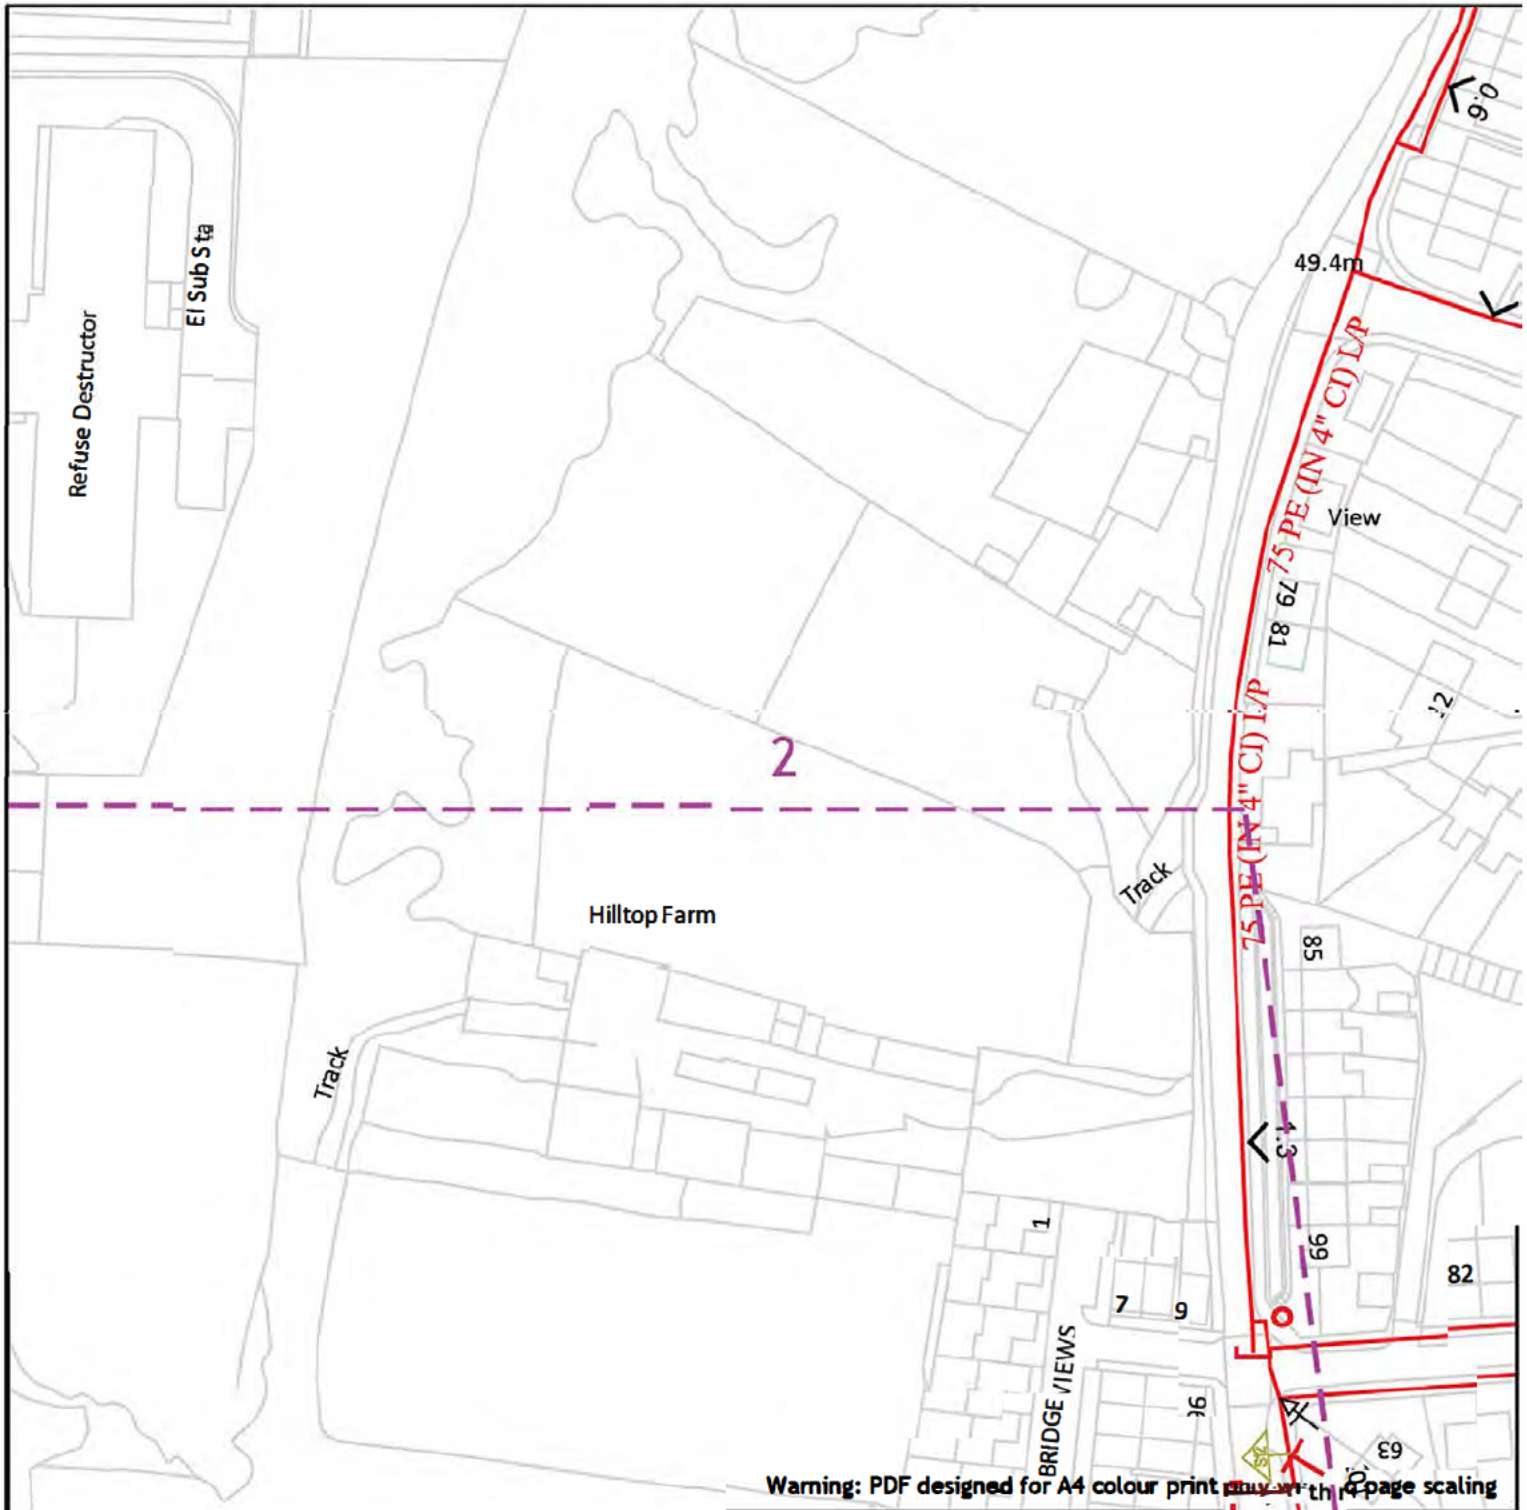 0.6
El Sub Sta
49.4m
Refuse Destructor
75 PE (IN 4" CI) L/P
View
79
81
2
75 PE (IN 4" CI) L/P
Track
Hilltop Farm
85
Track
1.3
1
99
82
7
9
BRIDGE VIEWS
96
63
Warning: PDF designed for A4 colour print page scaling